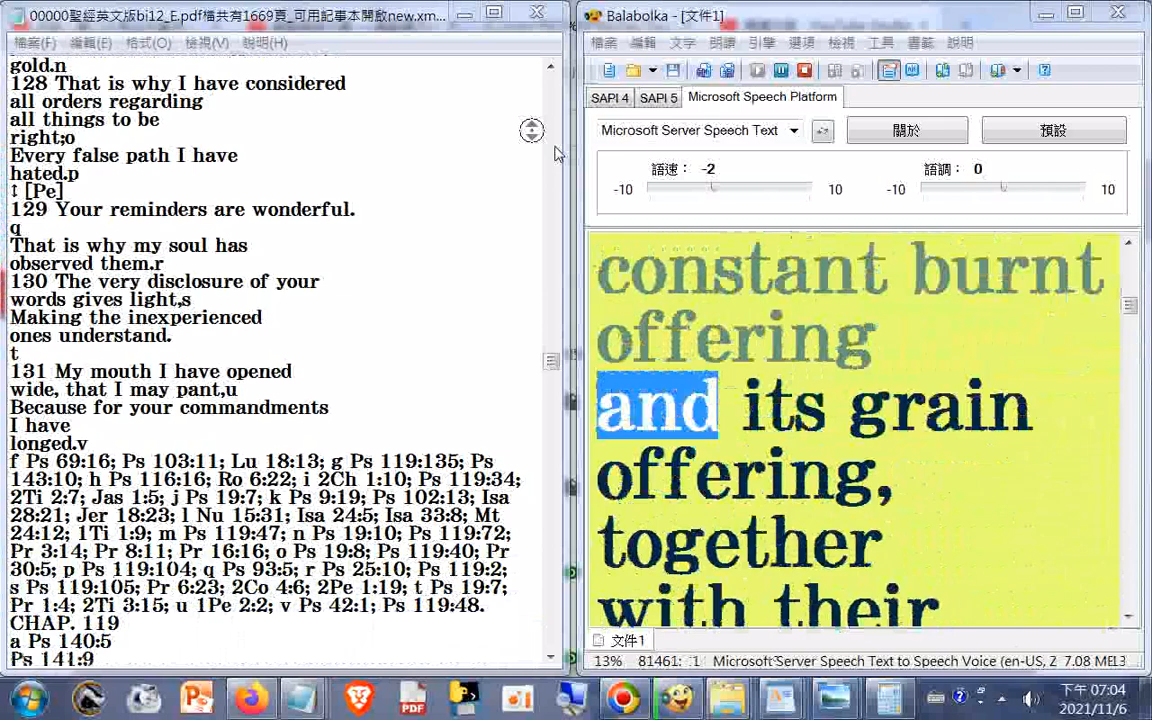 00000聖經英文版bi12_E.pdf檔共有1669頁_可用記事本開啟new.xm...
檔案(F) 編輯(E) 格式(O) 檢視(V) 說明(H)
gold.n
128 That is why I have considered
all orders regarding
all things to be
right;o
Every false path I have
hated.p
↕ [Pe]
129 Your reminders are wonderful.
q
That is why my soul has
observed them.r
130 The very disclosure of your
words gives light,s
Making the inexperienced
ones understand.
t
131 My mouth I have opened
wide, that I may pant,u
Because for your commandments
I have
longed.v
f Ps 69:16; Ps 103:11; Lu 18:13; g Ps 119:135; Ps
143:10; h Ps 116:16; Ro 6:22; i 2Ch 1:10; Ps 119:34;
2Ti 2:7; Jas 1:5; j Ps 19:7; k Ps 9:19; Ps 102:13; Isa
28:21; Jer 18:23; l Nu 15:31; Isa 24:5; Isa 33:8; Mt
24:12; 1Ti 1:9; m Ps 119:47; n Ps 19:10; Ps 119:72;
Pr 3:14; Pr 8:11; Pr 16:16; o Ps 19:8; Ps 119:40; Pr
30:5; p Ps 119:104; q Ps 93:5; r Ps 25:10; Ps 119:2;
s Ps 119:105; Pr 6:23; 2Co 4:6; 2Pe 1:19; t Ps 19:7;
Pr 1:4; 2Ti 3:15; u 1Pe 2:2; v Ps 42:1; Ps 119:48.
CHAP. 119
a Ps 140:5
Ps 141:9
Balabolka - [文件1]
檔案 編輯 文字 朗讀 引擎 選項 檢視 工具 書籤 說明
SAPI 4 SAPI 5 Microsoft Speech Platform
Microsoft Server Speech Text 關於 預設
語速: -2 語調: 0
-10 10 -10 10
constant burnt
offering
and its grain
offering,
together
with their
文件1
13% 81461: Microsoft Server Speech Text to Speech Voice (en-US, 7.08
PDF
下午 07:04
2021/11/6